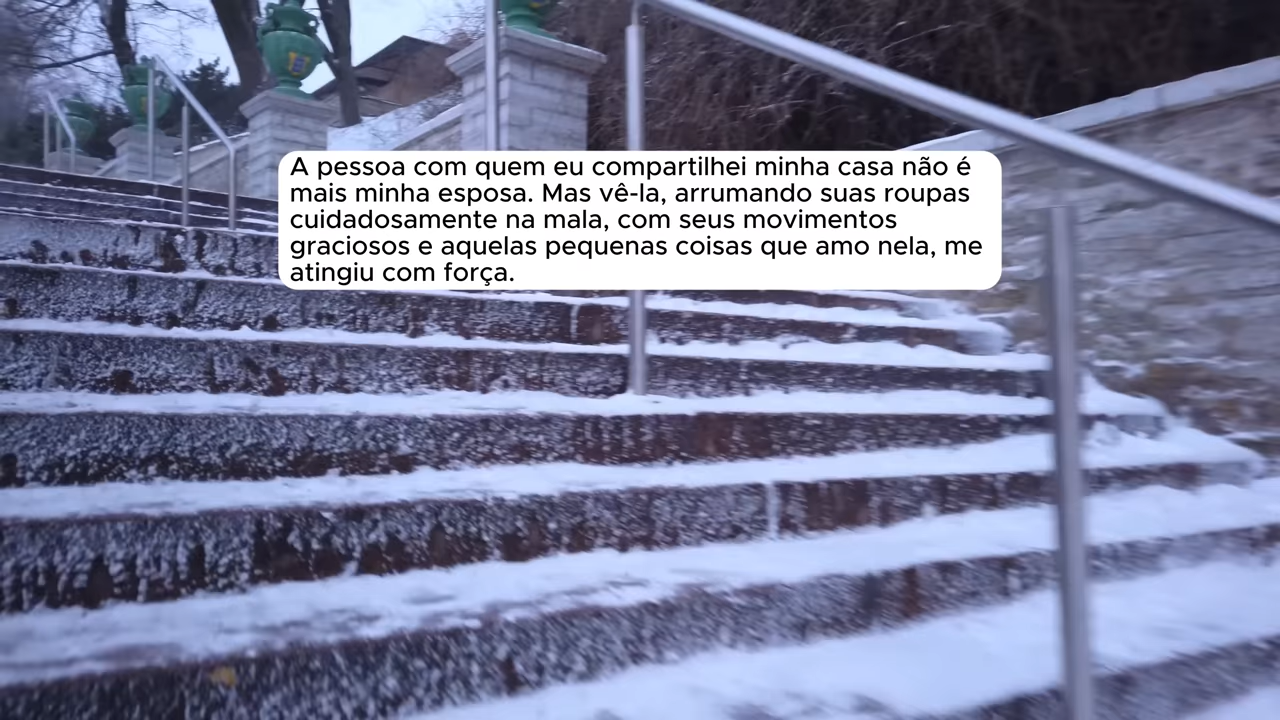 A pessoa com quem eu compartilhei minha casa não é
mais minha esposa. Mas vê-la, arrumando suas roupas
cuidadosamente na mala, com seus movimentos
graciosos e aquelas pequenas coisas que amo nela, me
atingiu com força.